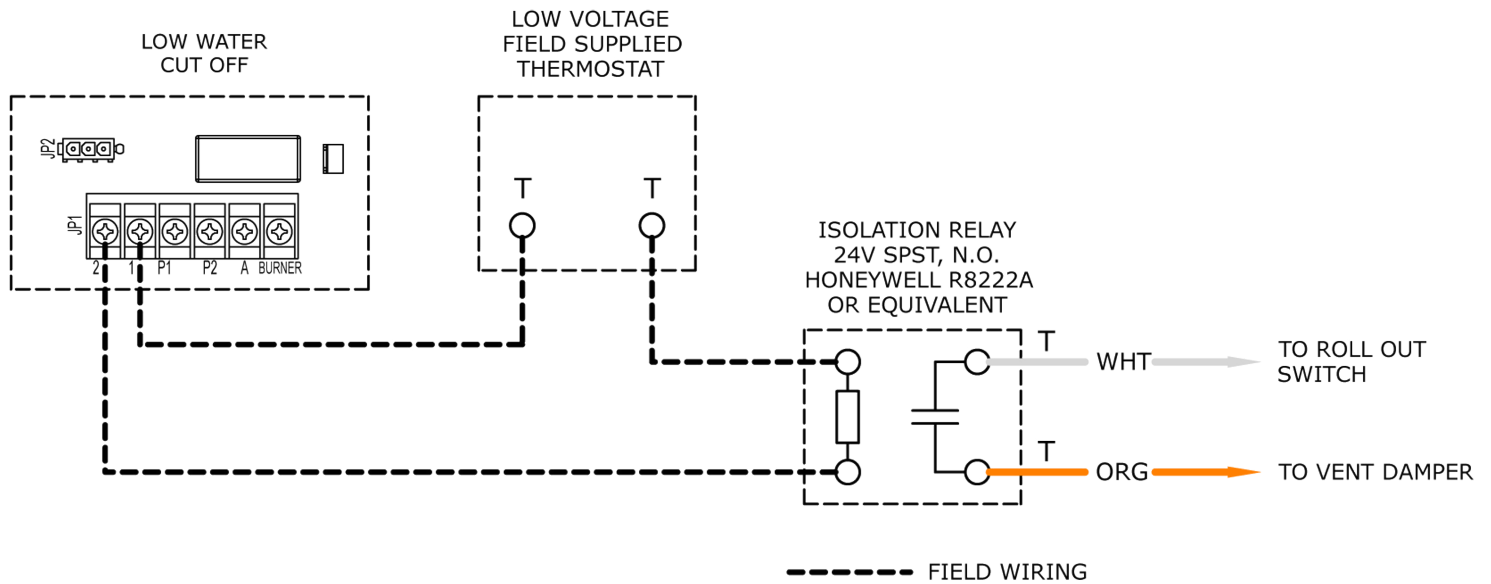 LOW WATER
CUT OFF
LOW VOLTAGE
FIELD SUPPLIED
THERMOSTAT
JP2
JP1
2 1 P1 P2 A BURNER
T T
ISOLATION RELAY
24V SPST, N.O.
HONEYWELL R8222A
OR EQUIVALENT
T
WHT
TO ROLL OUT
SWITCH
T
ORG
TO VENT DAMPER
FIELD WIRING